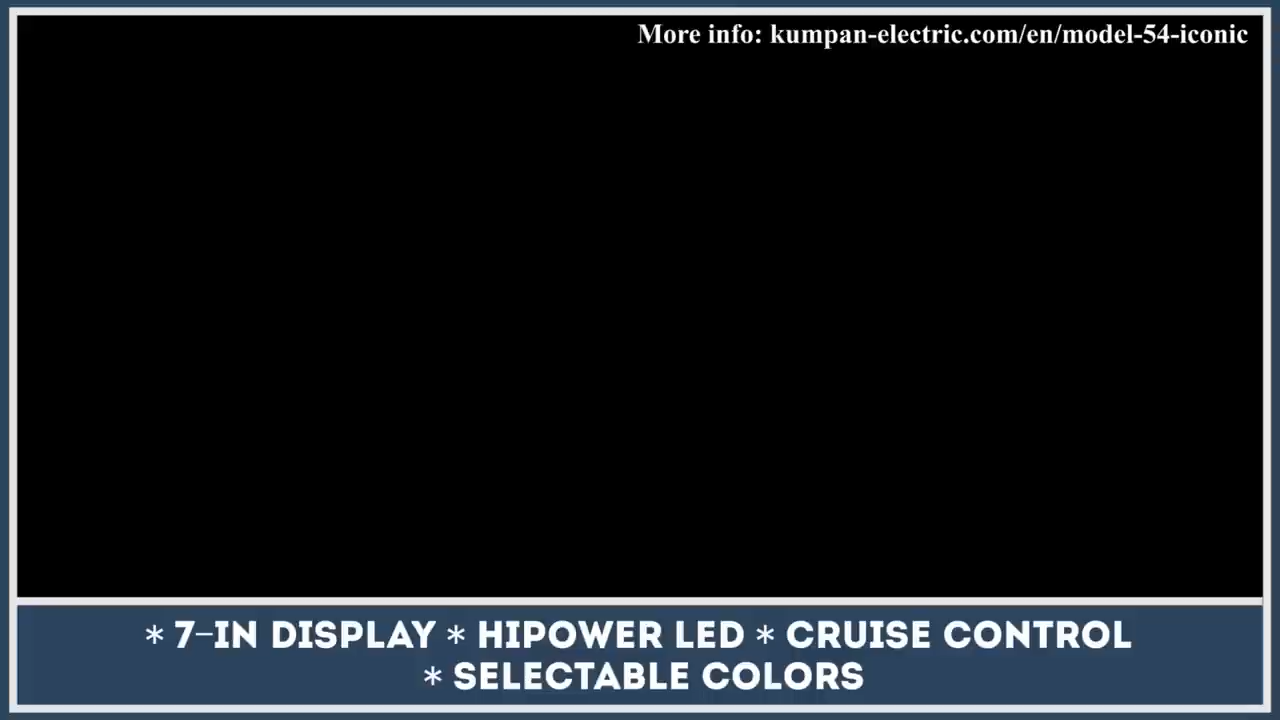 More info: kumpan-electric.com/en/model-54-iconic
* 7-IN DISPLAY * HIPOWER LED * CRUISE CONTROL
* SELECTABLE COLORS